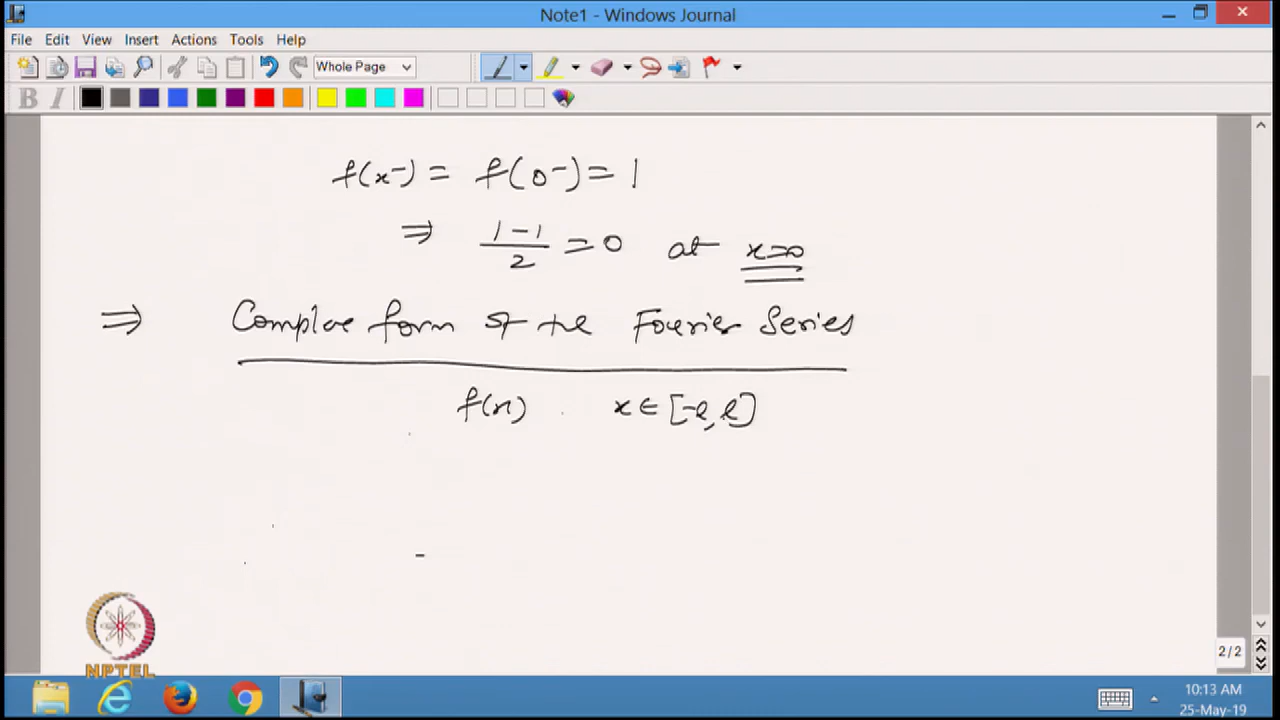 Note1 - Windows Journal
File Edit View Insert Actions Tools Help
Whole Page
B I
f(x-) = f(0-) = 1
⇒ (1-1)/2 = 0 at x=0
⇒ Complex form of the Fourier Series
f(x) x ∈ [-l, l]
2 / 2
NPTEL
10:13 AM
25-May-19